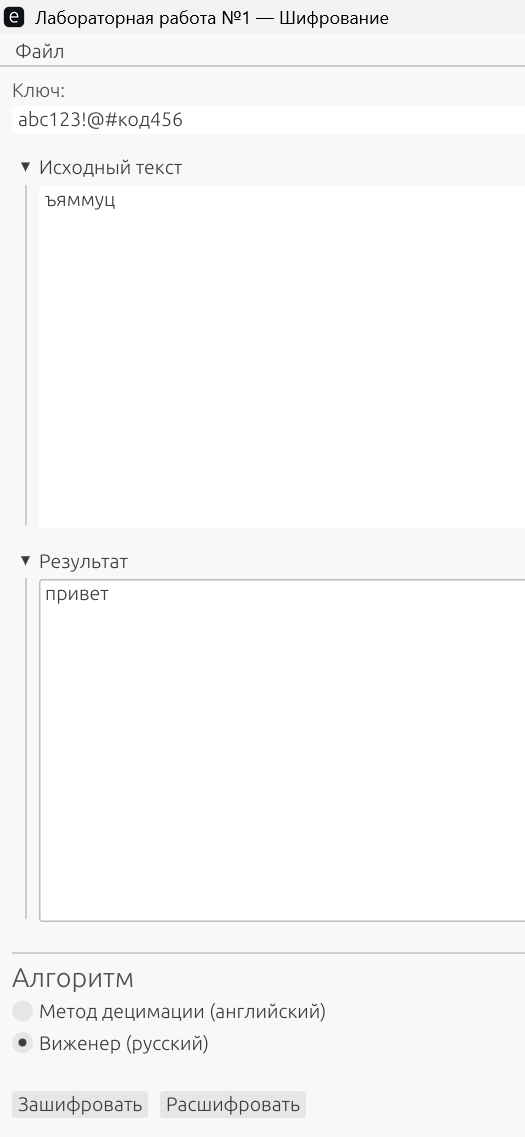 e Лабораторная работа №1 — Шифрование
Файл
Ключ:
abc123!@#код456
▼ Исходный текст
ъяммуц
▼ Результат
привет
Алгоритм
Метод децимации (английский)
Виженер (русский)
Зашифровать Расшифровать